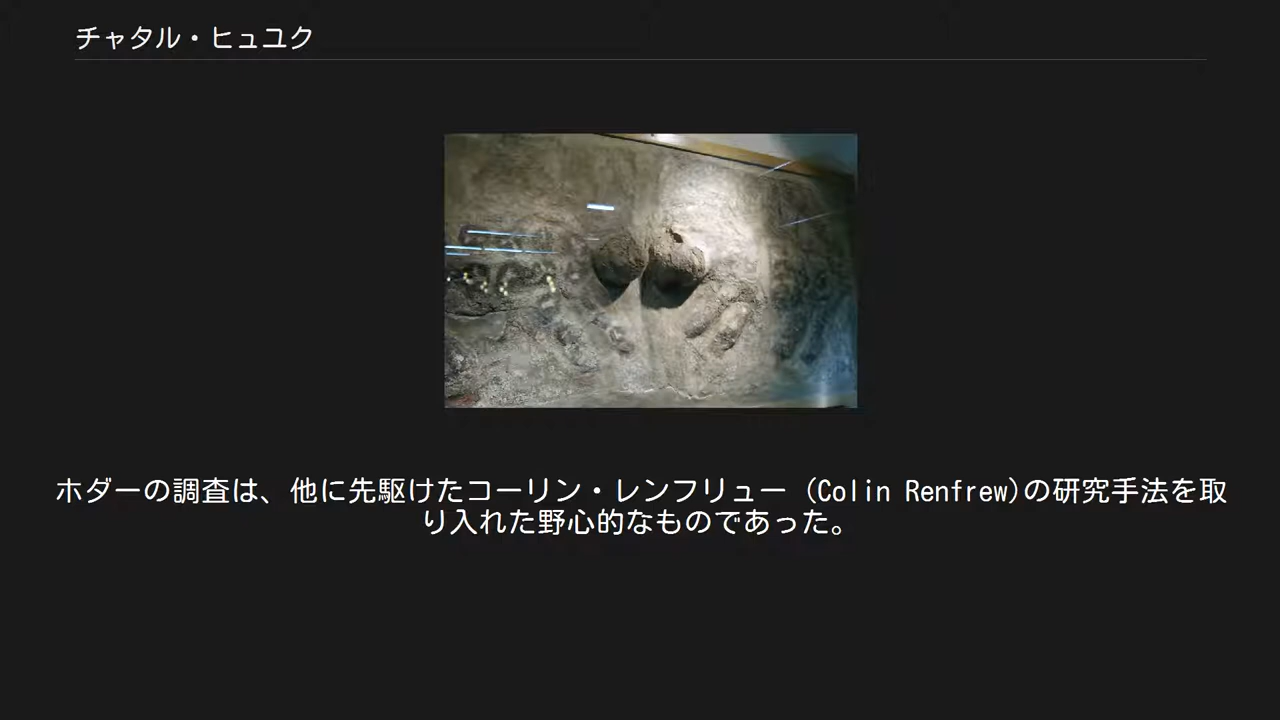 チャタル・ヒュユク
ホダーの調査は、他に先駆けたコーリン・レンフリュー (Colin Renfrew)の研究手法を取
り入れた野心的なものであった。